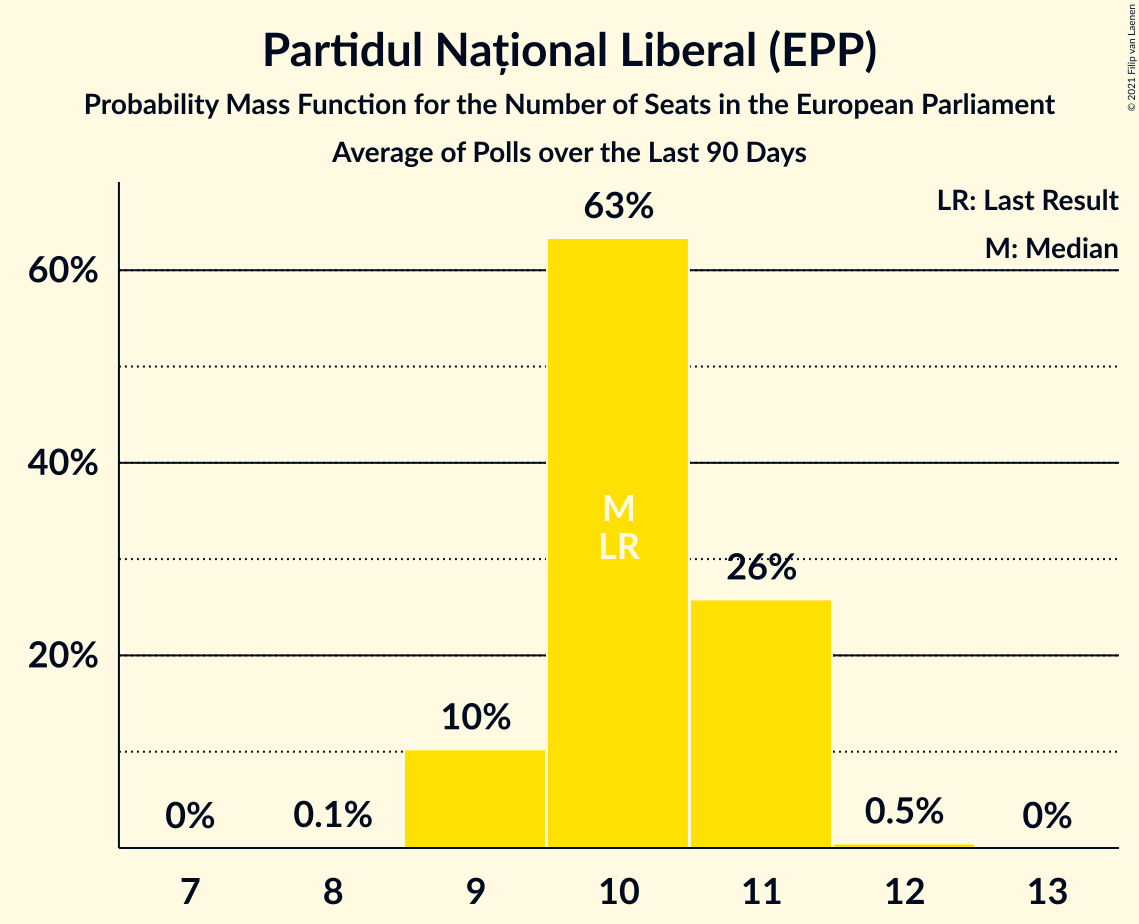 Partidul Național Liberal (EPP)
Probability Mass Function for the Number of Seats in the European Parliament
Average of Polls over the Last 90 Days
© 2021 Filip van Laenen
LR: Last Result
M: Median
63%
60%
40%
M
LR
26%
20%
10%
0%
0.1%
0.5%
0%
7
8
9
10
11
12
13